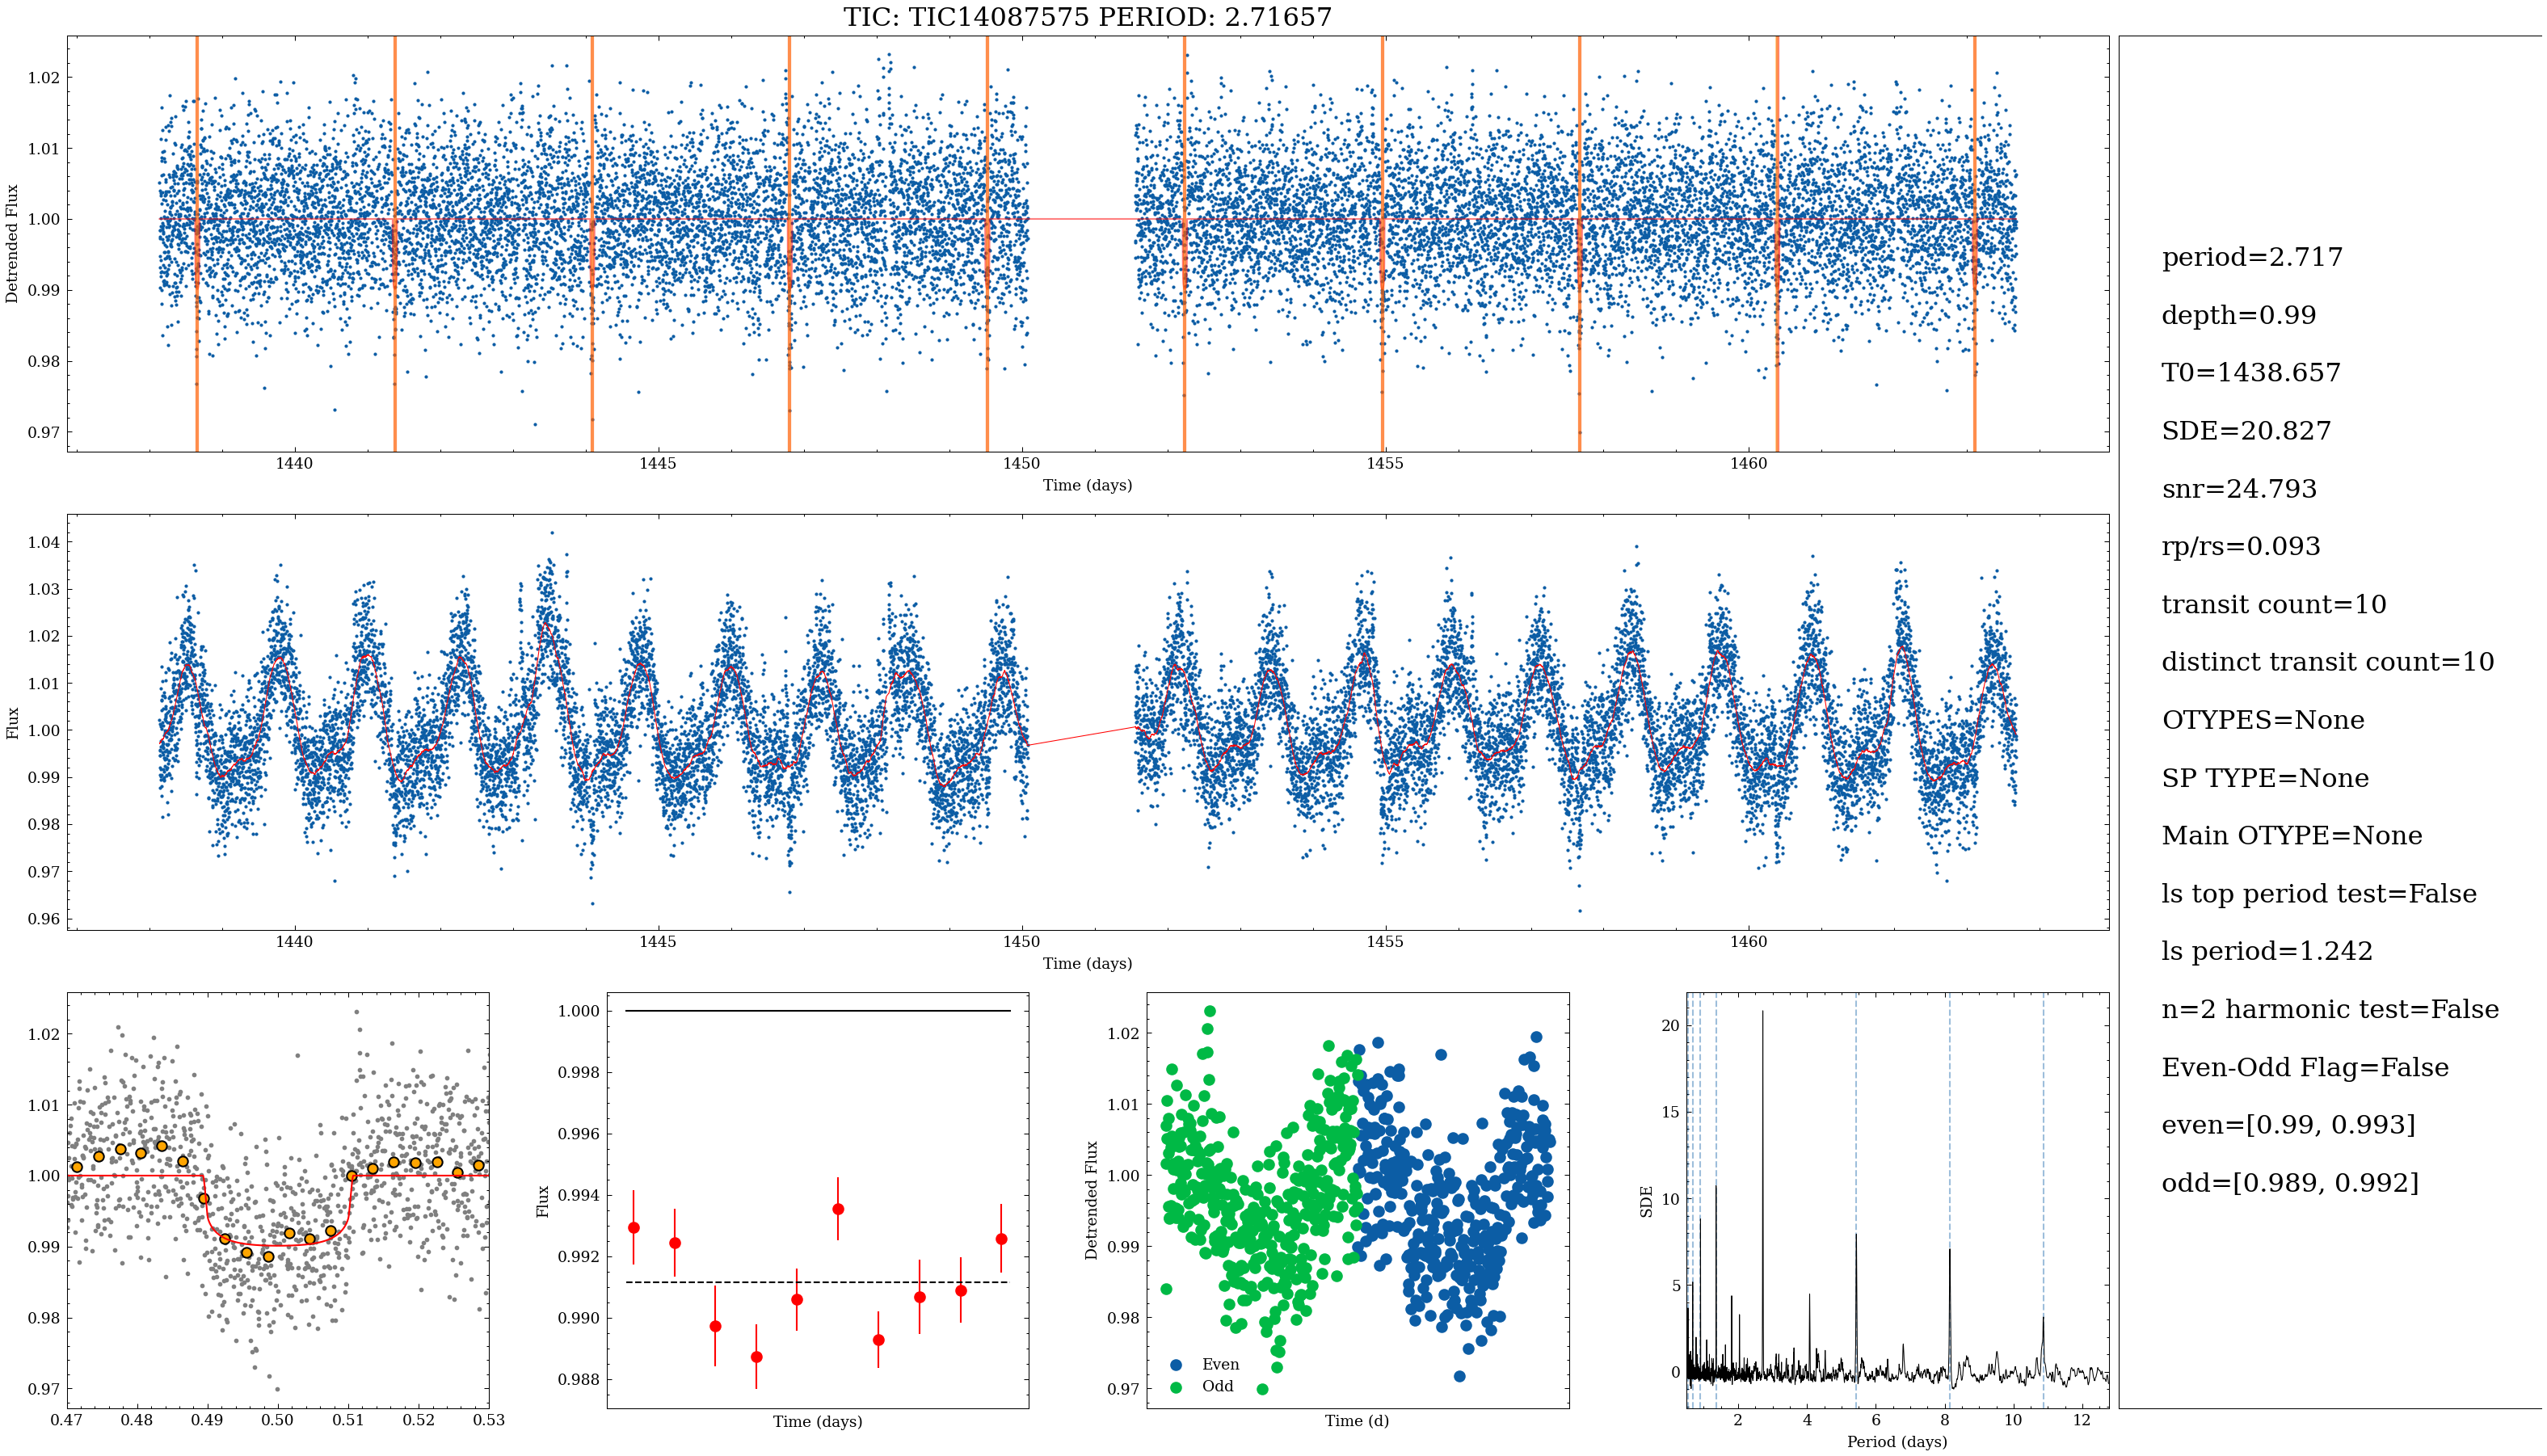 TIC: TIC14087575 PERIOD: 2.71657
Detrended Flux
1.02
1.01
1.00
0.99
0.98
0.97
1440
1445
1450
1455
1460
Time (days)
Flux
1.04
1.03
1.02
1.01
1.00
0.99
0.98
0.97
0.96
1440
1445
1450
1455
1460
Time (days)
1.02
1.01
1.00
0.99
0.98
0.97
0.47
0.48
0.49
0.50
0.51
0.52
0.53
Flux
1.000
0.998
0.996
0.994
0.992
0.990
0.988
Time (days)
Detrended Flux
1.02
1.01
1.00
0.99
0.98
0.97
Even
Odd
Time (d)
SDE
20
15
10
5
0
2
4
6
8
10
12
Period (days)
period=2.717
depth=0.99
T0=1438.657
SDE=20.827
snr=24.793
rp/rs=0.093
transit count=10
distinct transit count=10
OTYPES=None
SP TYPE=None
Main OTYPE=None
ls top period test=False
ls period=1.242
n=2 harmonic test=False
Even-Odd Flag=False
even=[0.99, 0.993]
odd=[0.989, 0.992]